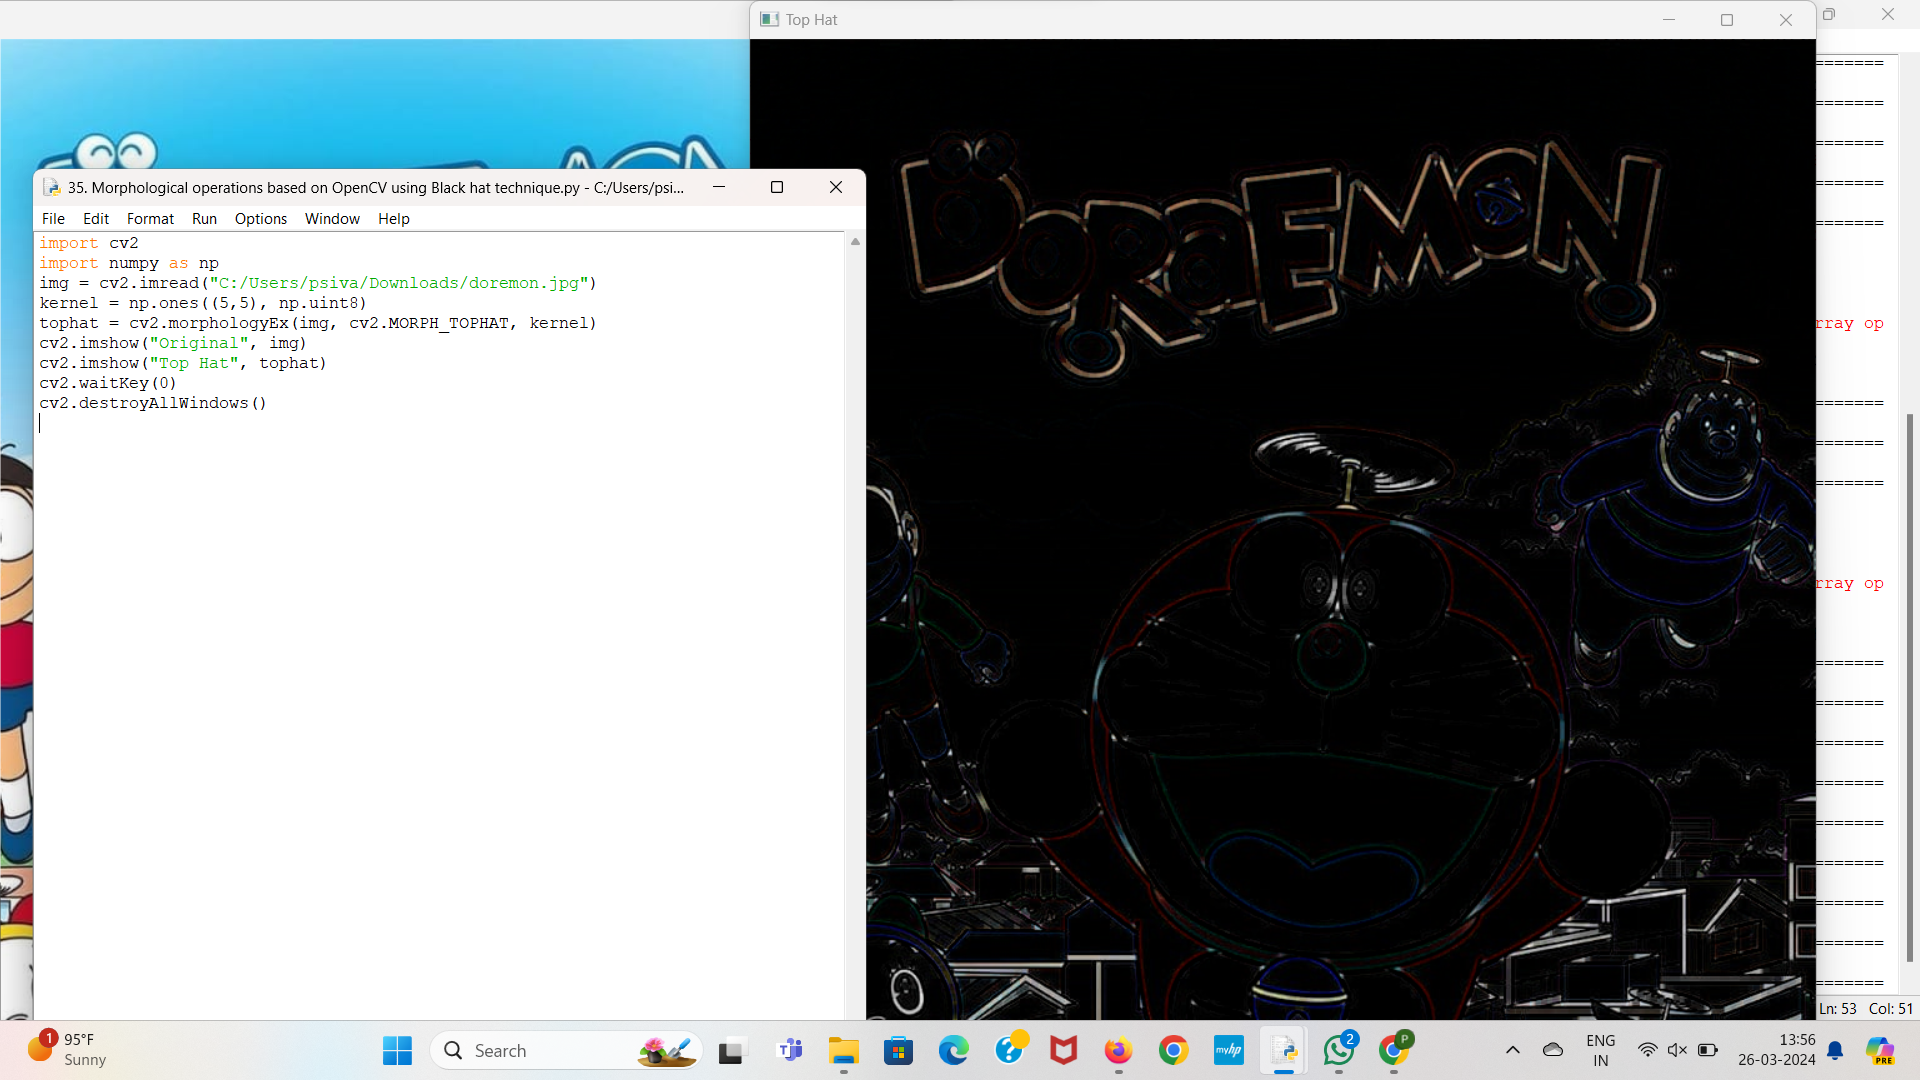 Top Hat
DORAEMON
35. Morphological operations based on OpenCV using Black hat technique.py - C:/Users/psi...
File Edit Format Run Options Window Help
import cv2
import numpy as np
img = cv2.imread("C:/Users/psiva/Downloads/doremon.jpg")
kernel = np.ones((5,5), np.uint8)
tophat = cv2.morphologyEx(img, cv2.MORPH_TOPHAT, kernel)
cv2.imshow("Original", img)
cv2.imshow("Top Hat", tophat)
cv2.waitKey(0)
cv2.destroyAllWindows()
=======
=======
=======
=======
=======
rray op
=======
=======
=======
rray op
=======
=======
=======
=======
=======
=======
=======
=======
=======
Ln: 53 Col: 51
1
95°F
Sunny
Search
myhp
2
P
PRE
ENG
IN
13:56
26-03-2024